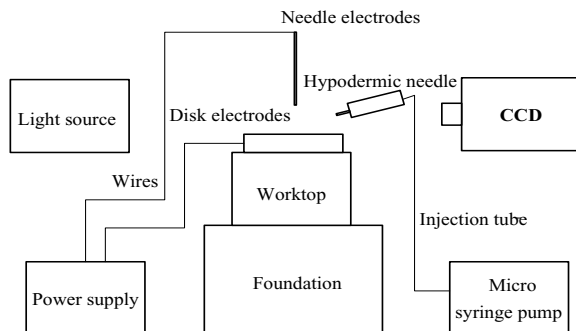 Needle electrodes
Hypodermic needle
Light source
Disk electrodes
CCD
Wires
Worktop
Injection tube
Foundation
Power supply
Micro
syringe pump